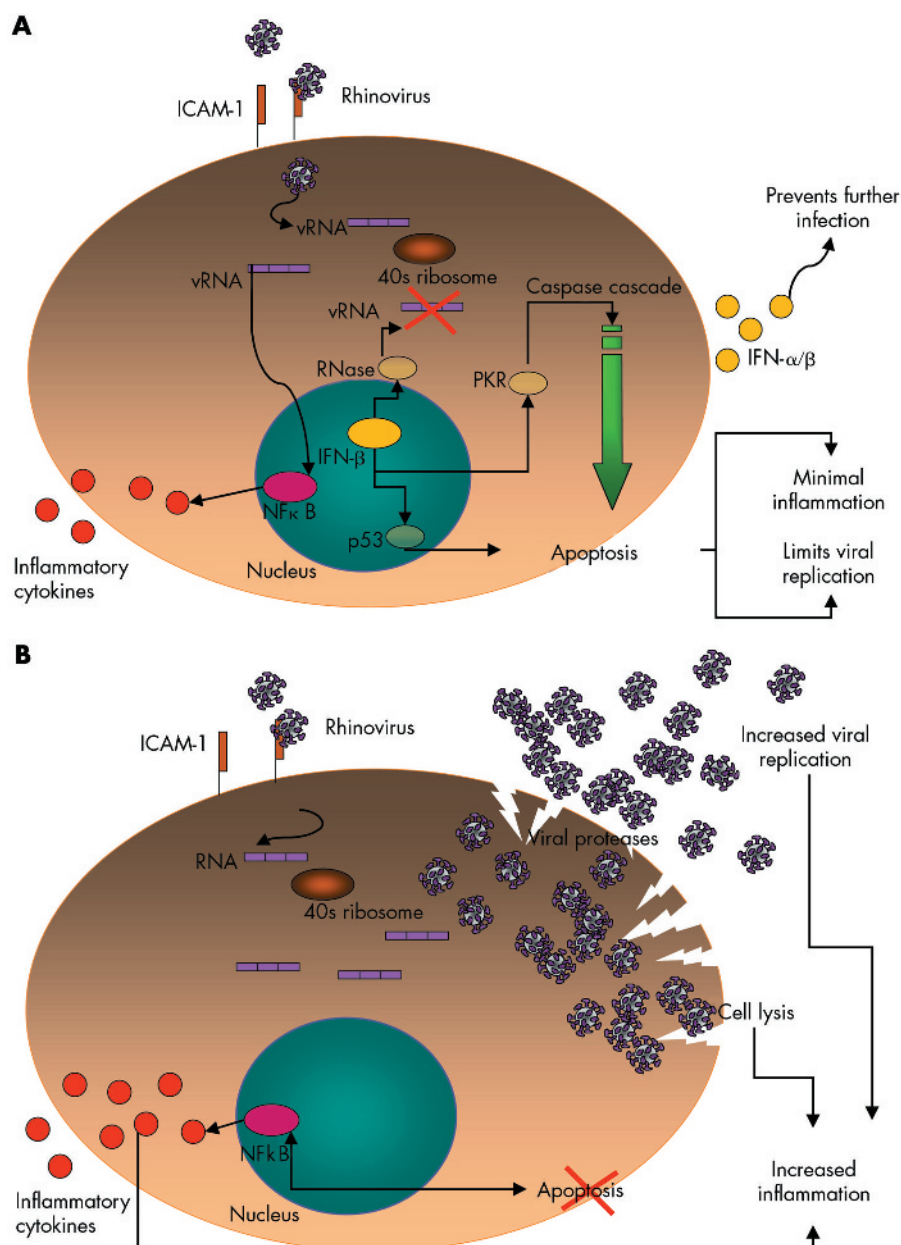 A
ICAM-1
Rhinovirus
vRNA
40s ribosome
vRNA
vRNA
Caspase cascade
RNase
PKR
IFN-β
NFκ B
p53
Nucleus
Apoptosis
Inflammatory
cytokines
Prevents further
infection
IFN-α/β
Minimal
inflammation
Limits viral
replication
B
ICAM-1
Rhinovirus
RNA
40s ribosome
Viral proteases
Increased viral
replication
Cell lysis
NFkB
Nucleus
Apoptosis
Inflammatory
cytokines
Increased
inflammation